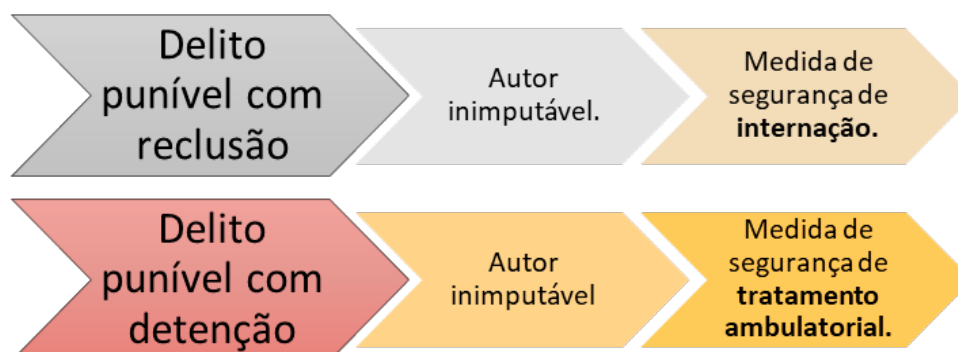 Delito
punível com
reclusão
Autor
inimputável.
Medida de
segurança de
internação.
Delito
punível com
detenção
Autor
inimputável
Medida de
segurança de
tratamento
ambulatorial.